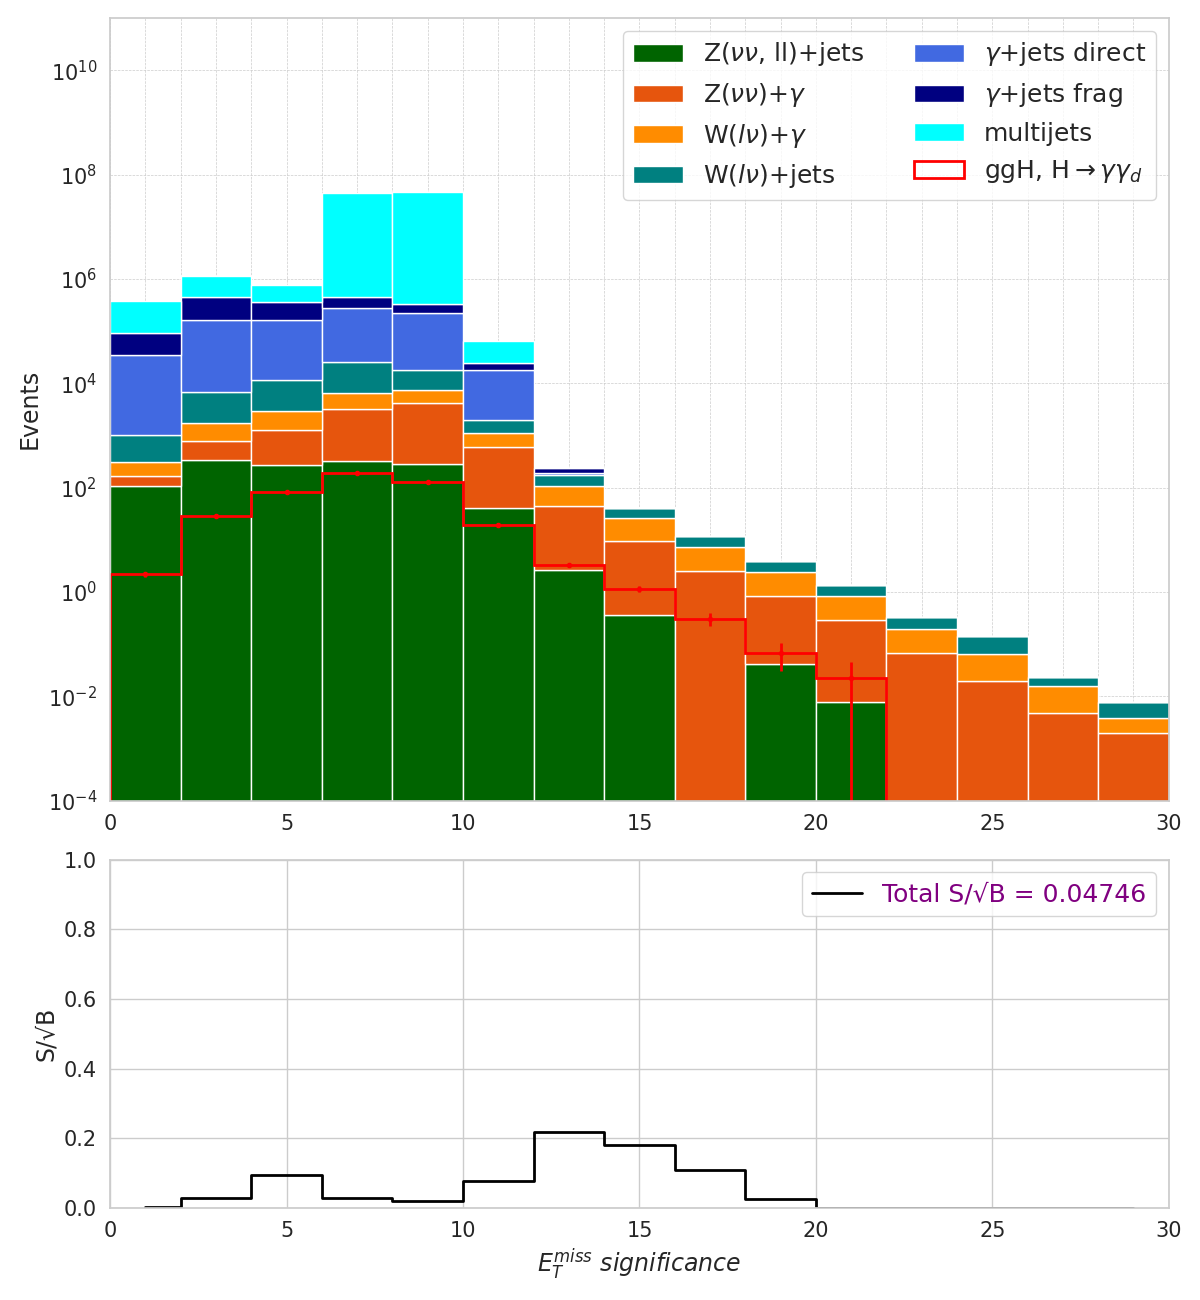 Z(νν, ll)+jets
Z(νν)+γ
W(lν)+γ
W(lν)+jets
γ+jets direct
γ+jets frag
multijets
ggH, H→γγ_d
Events
10^10
10^8
10^6
10^4
10^2
10^0
10^−2
10^−4
0 5 10 15 20 25 30
Total S/√B = 0.04746
S/√B
1.0
0.8
0.6
0.4
0.2
0.0
0 5 10 15 20 25 30
E_T^miss significance